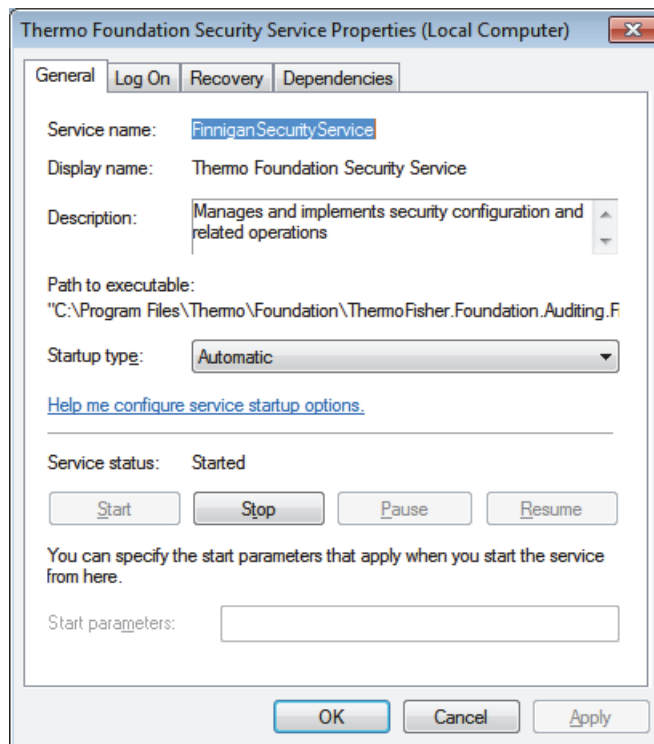 Thermo Foundation Security Service Properties (Local Computer)
General Log On Recovery Dependencies
Service name: FinniganSecurityService
Display name: Thermo Foundation Security Service
Description: Manages and implements security configuration and
related operations
Path to executable:
"C:\Program Files\Thermo\Foundation\ThermoFisher.Foundation.Auditing.F
Startup type: Automatic
Help me configure service startup options.
Service status: Started
Start Stop Pause Resume
You can specify the start parameters that apply when you start the service
from here.
Start parameters:
OK Cancel Apply